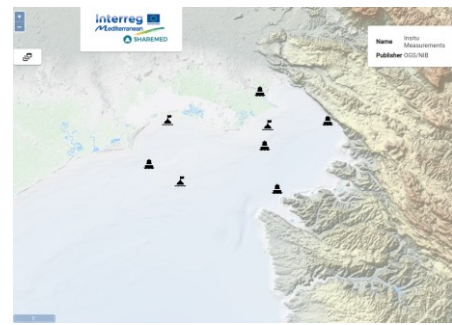 +
−
Interreg
Mediterranean
SHAREMED
Name Insitu Measurements
Publisher OGS/NIB